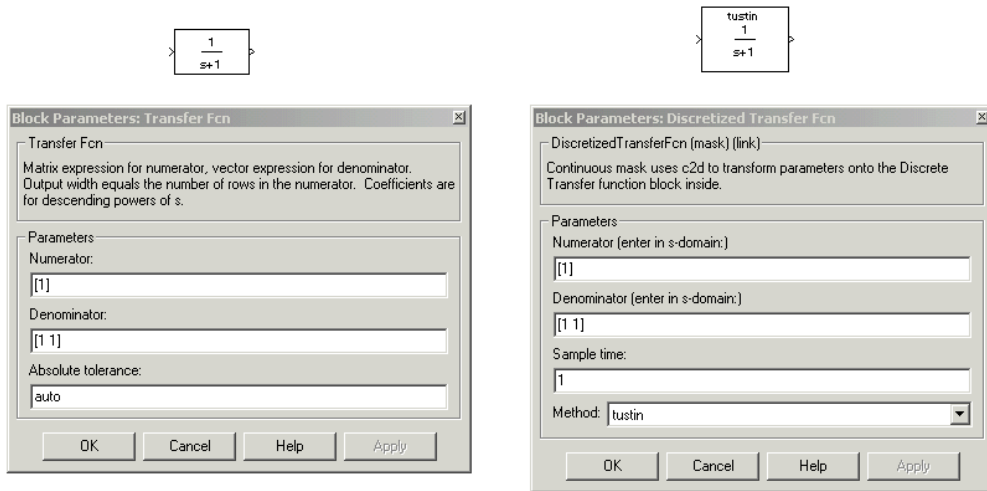 1
s+1
tustin
1
s+1
Block Parameters: Transfer Fcn
Transfer Fcn
Matrix expression for numerator, vector expression for denominator.
Output width equals the number of rows in the numerator. Coefficients are
for descending powers of s.
Parameters
Numerator:
[1]
Denominator:
[1 1]
Absolute tolerance:
auto
OK Cancel Help Apply
Block Parameters: Discretized Transfer Fcn
DiscretizedTransferFcn (mask) (link)
Continuous mask uses c2d to transform parameters onto the Discrete
Transfer function block inside.
Parameters
Numerator (enter in s-domain:)
[1]
Denominator (enter in s-domain:)
[1 1]
Sample time:
1
Method: tustin
OK Cancel Help Apply